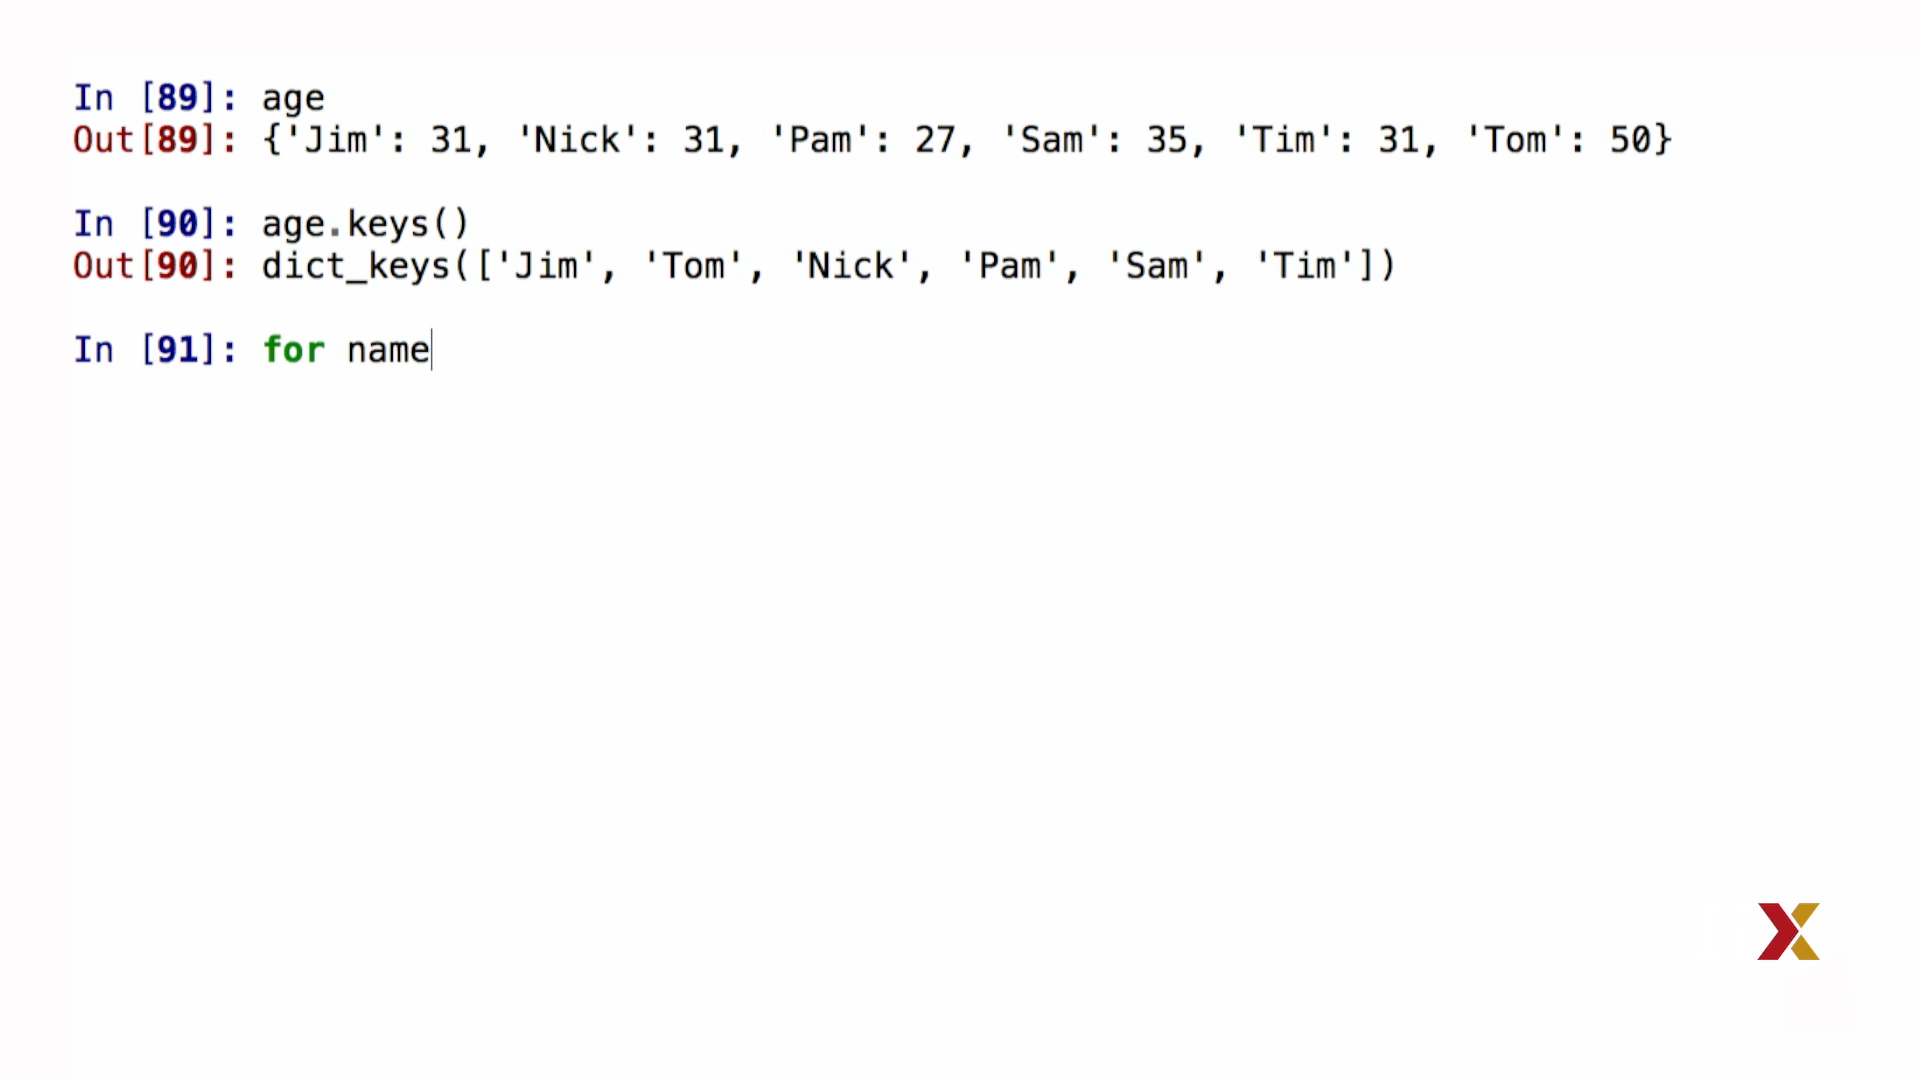 In [89]: age
Out[89]: {'Jim': 31, 'Nick': 31, 'Pam': 27, 'Sam': 35, 'Tim': 31, 'Tom': 50}
In [90]: age.keys()
Out[90]: dict_keys(['Jim', 'Tom', 'Nick', 'Pam', 'Sam', 'Tim'])
In [91]: for name
X